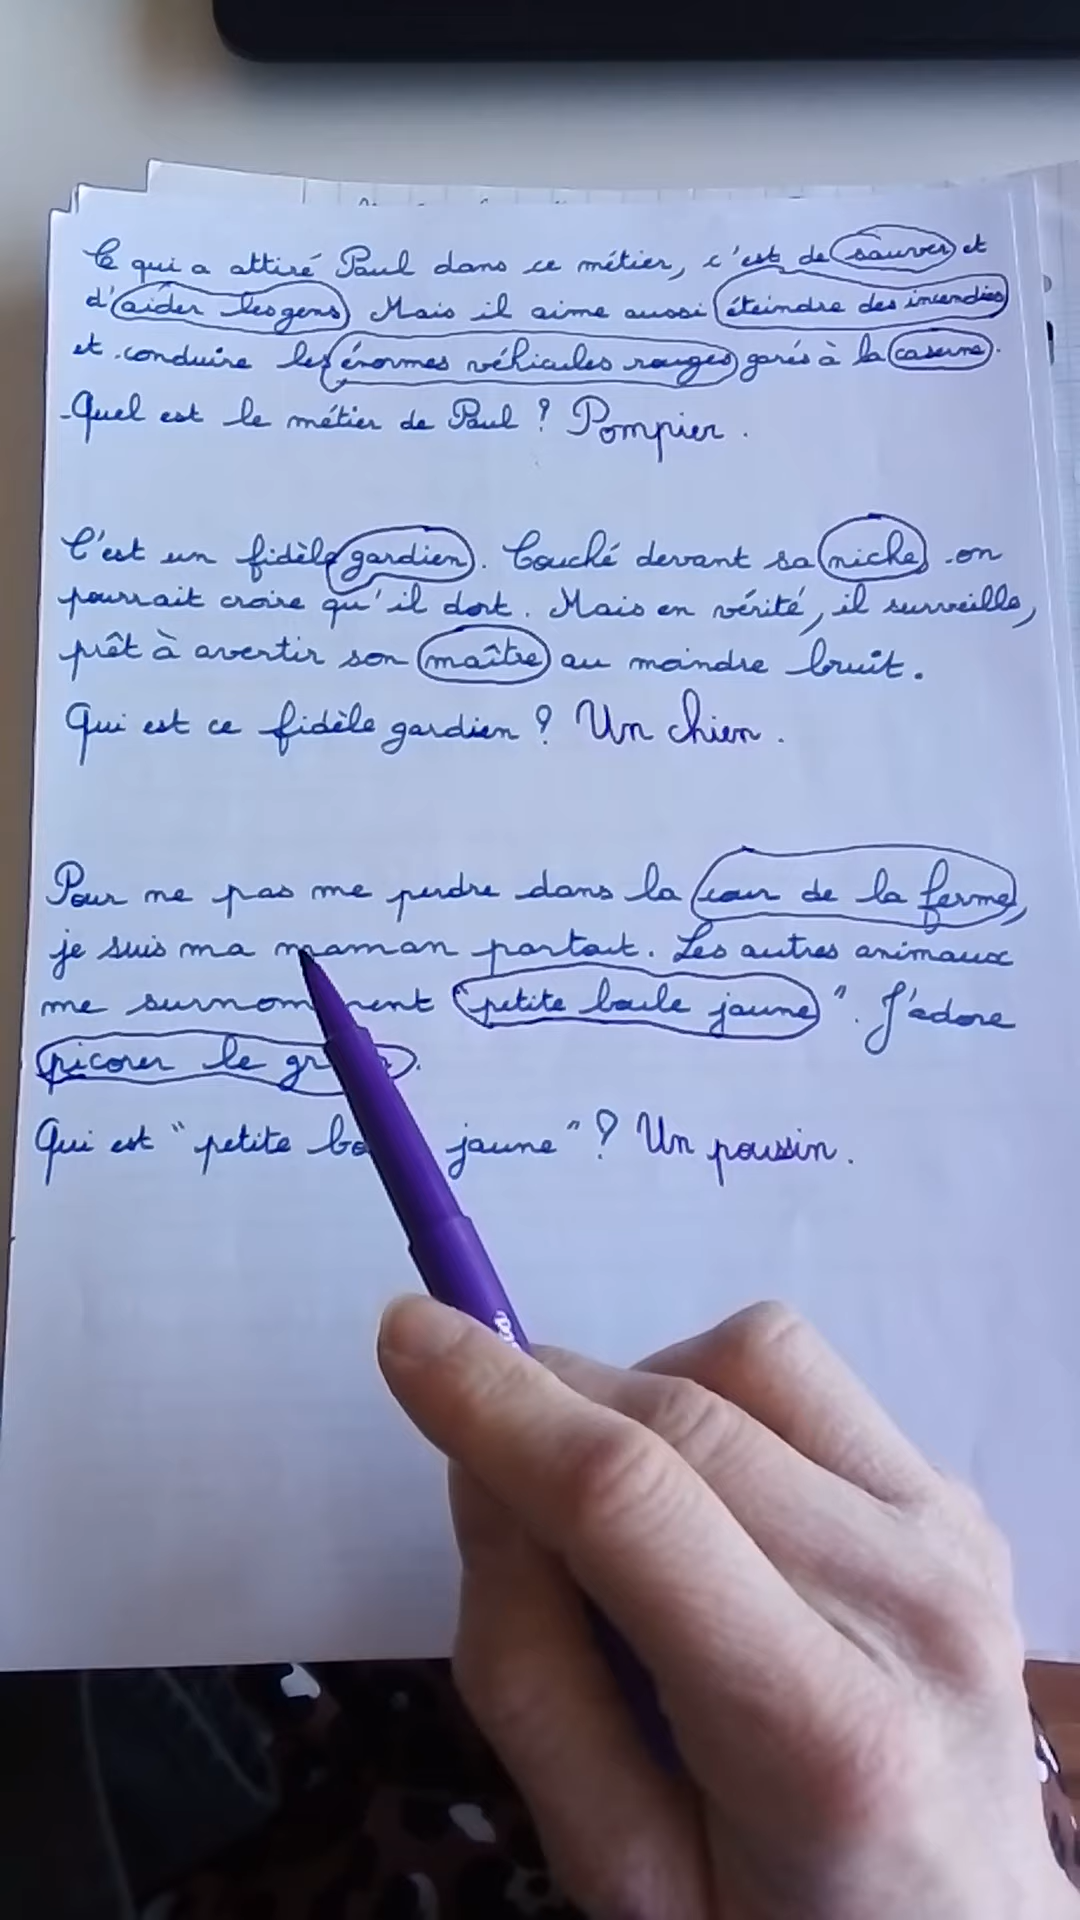 Ce qui a attiré Paul dans ce métier, c'est de sauver et
d'aider les gens. Mais il aime aussi éteindre des incendies
et conduire les énormes véhicules rouges garés à la caserne.
-Quel est le métier de Paul ? Pompier.
C'est un fidèle gardien. Couché devant sa niche, on
pourrait croire qu'il dort. Mais en vérité, il surveille,
prêt à avertir son maître au moindre bruit.
Qui est ce fidèle gardien ? Un chien.
Pour ne pas me perdre dans la cour de la ferme,
je suis ma maman partout. Les autres animaux
me surnomment "petite boule jaune". J'adore
picorer le
Qui est "petite jaune" ? Un poussin.